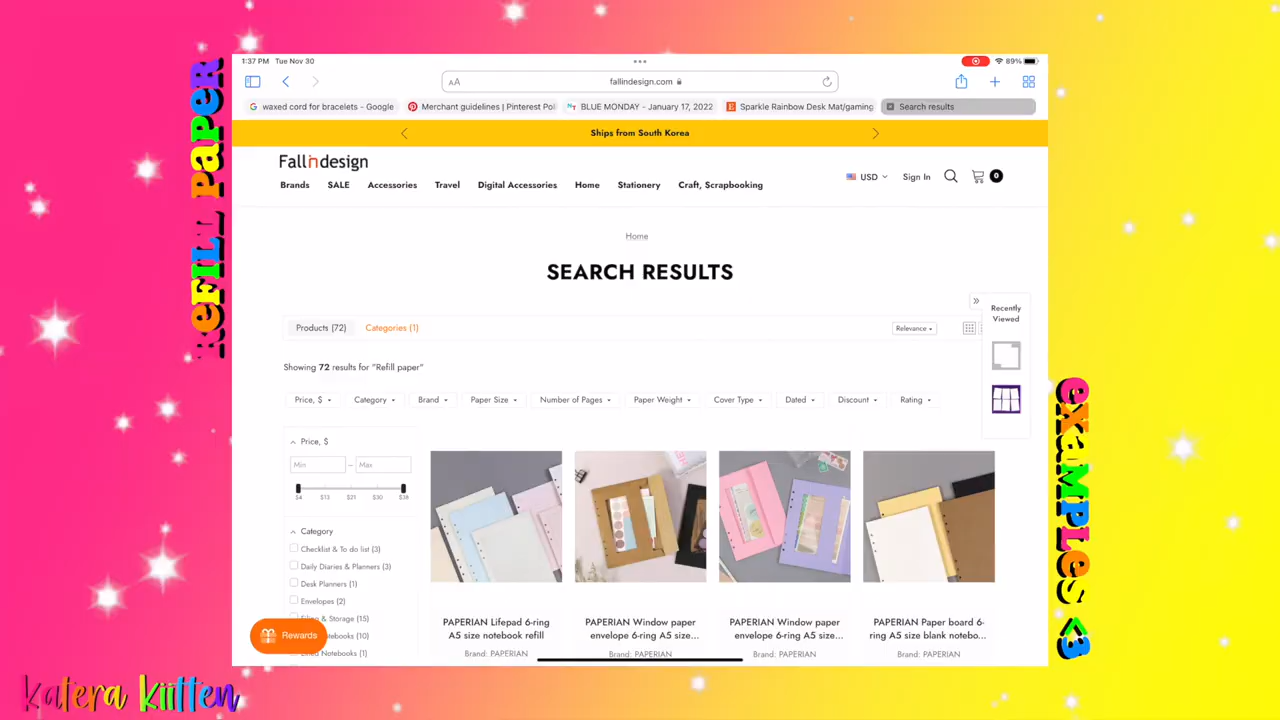 REFILL PAPER
1:37 PM Tue Nov 30
89%
AA
fallindesign.com
waxed cord for bracelets - Google
Merchant guidelines | Pinterest Pol
BLUE MONDAY - January 17, 2022
Sparkle Rainbow Desk Mat/gaming
Search results
Ships from South Korea
Fallindesign
Brands SALE Accessories Travel Digital Accessories Home Stationery Craft, Scrapbooking
USD Sign In 0
Home
SEARCH RESULTS
Recently
Viewed
Products (72) Categories (1)
Relevance
Showing 72 results for "Refill paper"
Price, $ Category Brand Paper Size Number of Pages Paper Weight Cover Type Dated Discount Rating
Price, $
Min – Max
$4 $13 $21 $30 $38
Category
Checklist & To do list (3)
Daily Diaries & Planners (3)
Desk Planners (1)
Envelopes (2)
& Storage (15)
Rewards
PAPERIAN Lifepad 6-ring
A5 size notebook refill
Brand: PAPERIAN
PAPERIAN Window paper
envelope 6-ring A5 size...
Brand: PAPERIAN
PAPERIAN Window paper
envelope 6-ring A5 size...
Brand: PAPERIAN
PAPERIAN Paper board 6-
ring A5 size blank notebo...
Brand: PAPERIAN
eXaMPLes <3
katera kiitten